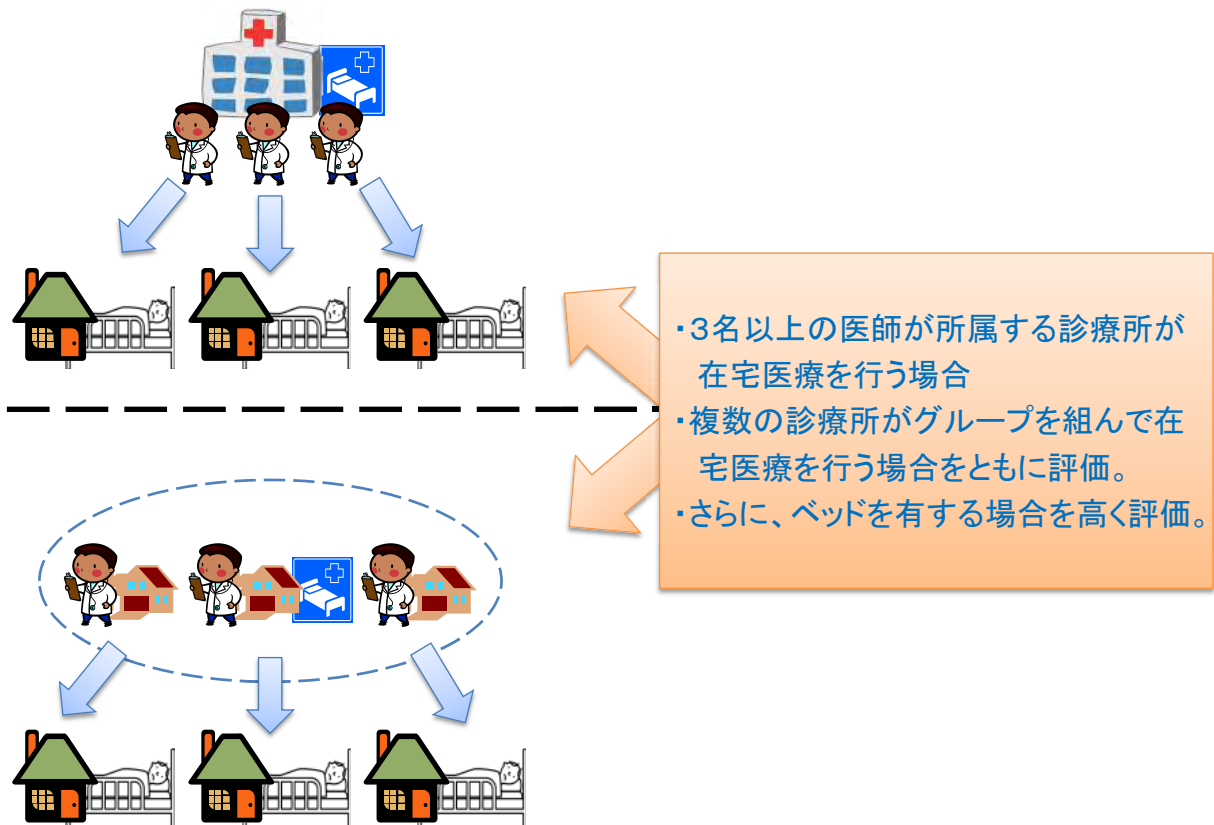 ・３名以上の医師が所属する診療所が
在宅医療を行う場合
・複数の診療所がグループを組んで在
宅医療を行う場合をともに評価。
・さらに、ベッドを有する場合を高く評価。